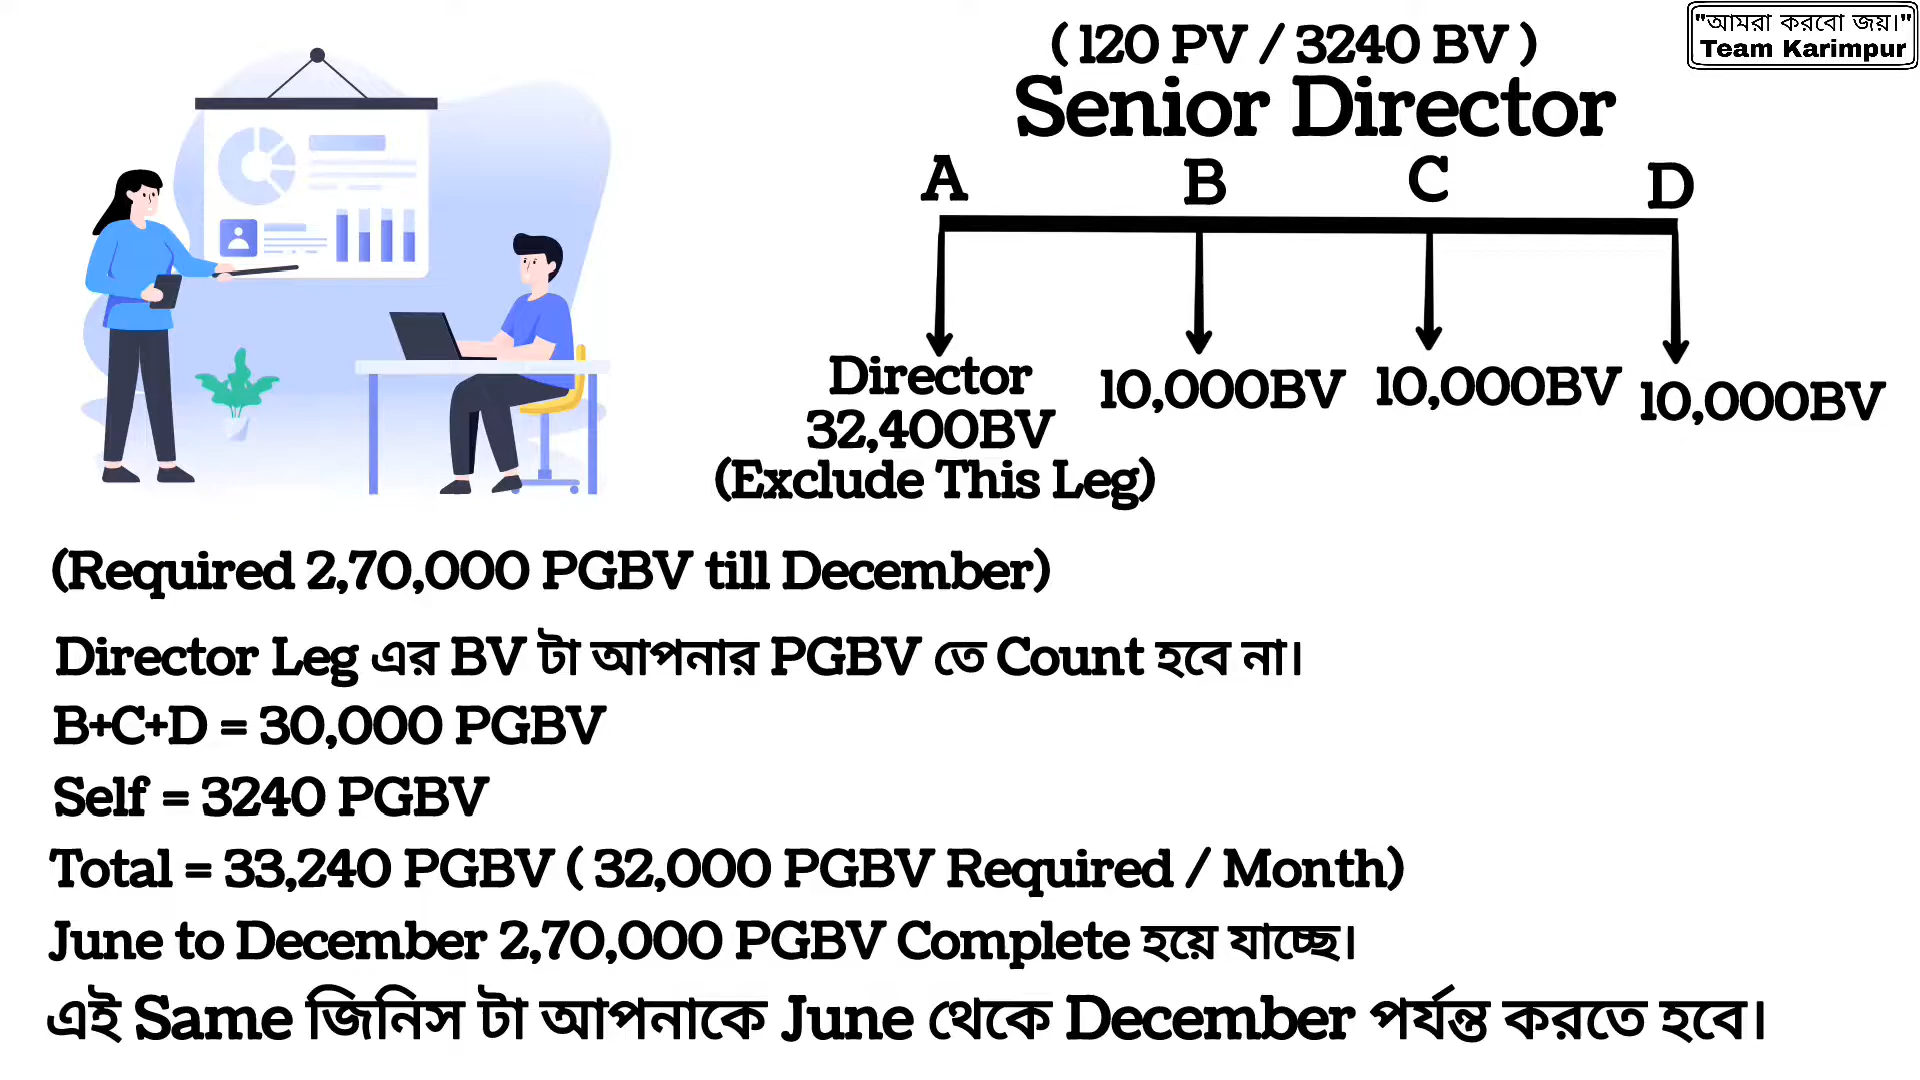 "আমরা করবো জয়।"
Team Karimpur
( 120 PV / 3240 BV )
Senior Director
A B C D
Director
32,400BV
(Exclude This Leg)
10,000BV 10,000BV 10,000BV
(Required 2,70,000 PGBV till December)
Director Leg এর BV টা আপনার PGBV তে Count হবে না।
B+C+D = 30,000 PGBV
Self = 3240 PGBV
Total = 33,240 PGBV ( 32,000 PGBV Required / Month)
June to December 2,70,000 PGBV Complete হয়ে যাচ্ছে।
এই Same জিনিস টা আপনাকে June থেকে December পর্যন্ত করতে হবে।